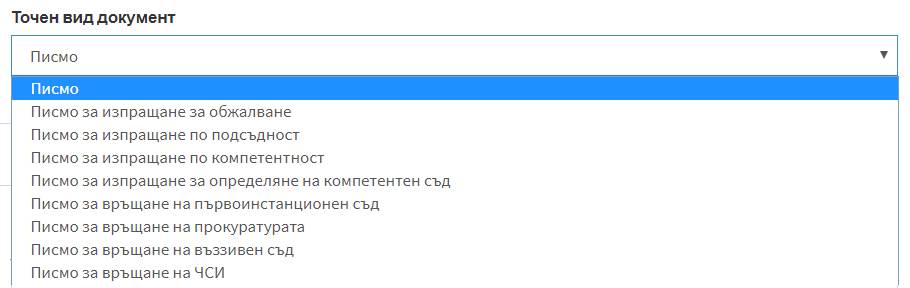 Точен вид документ
Писмо
Писмо
Писмо за изпращане за обжалване
Писмо за изпращане по подсъдност
Писмо за изпращане по компетентност
Писмо за изпращане за определяне на компетентен съд
Писмо за връщане на първоинстанционен съд
Писмо за връщане на прокуратурата
Писмо за връщане на въззивен съд
Писмо за връщане на ЧСИ